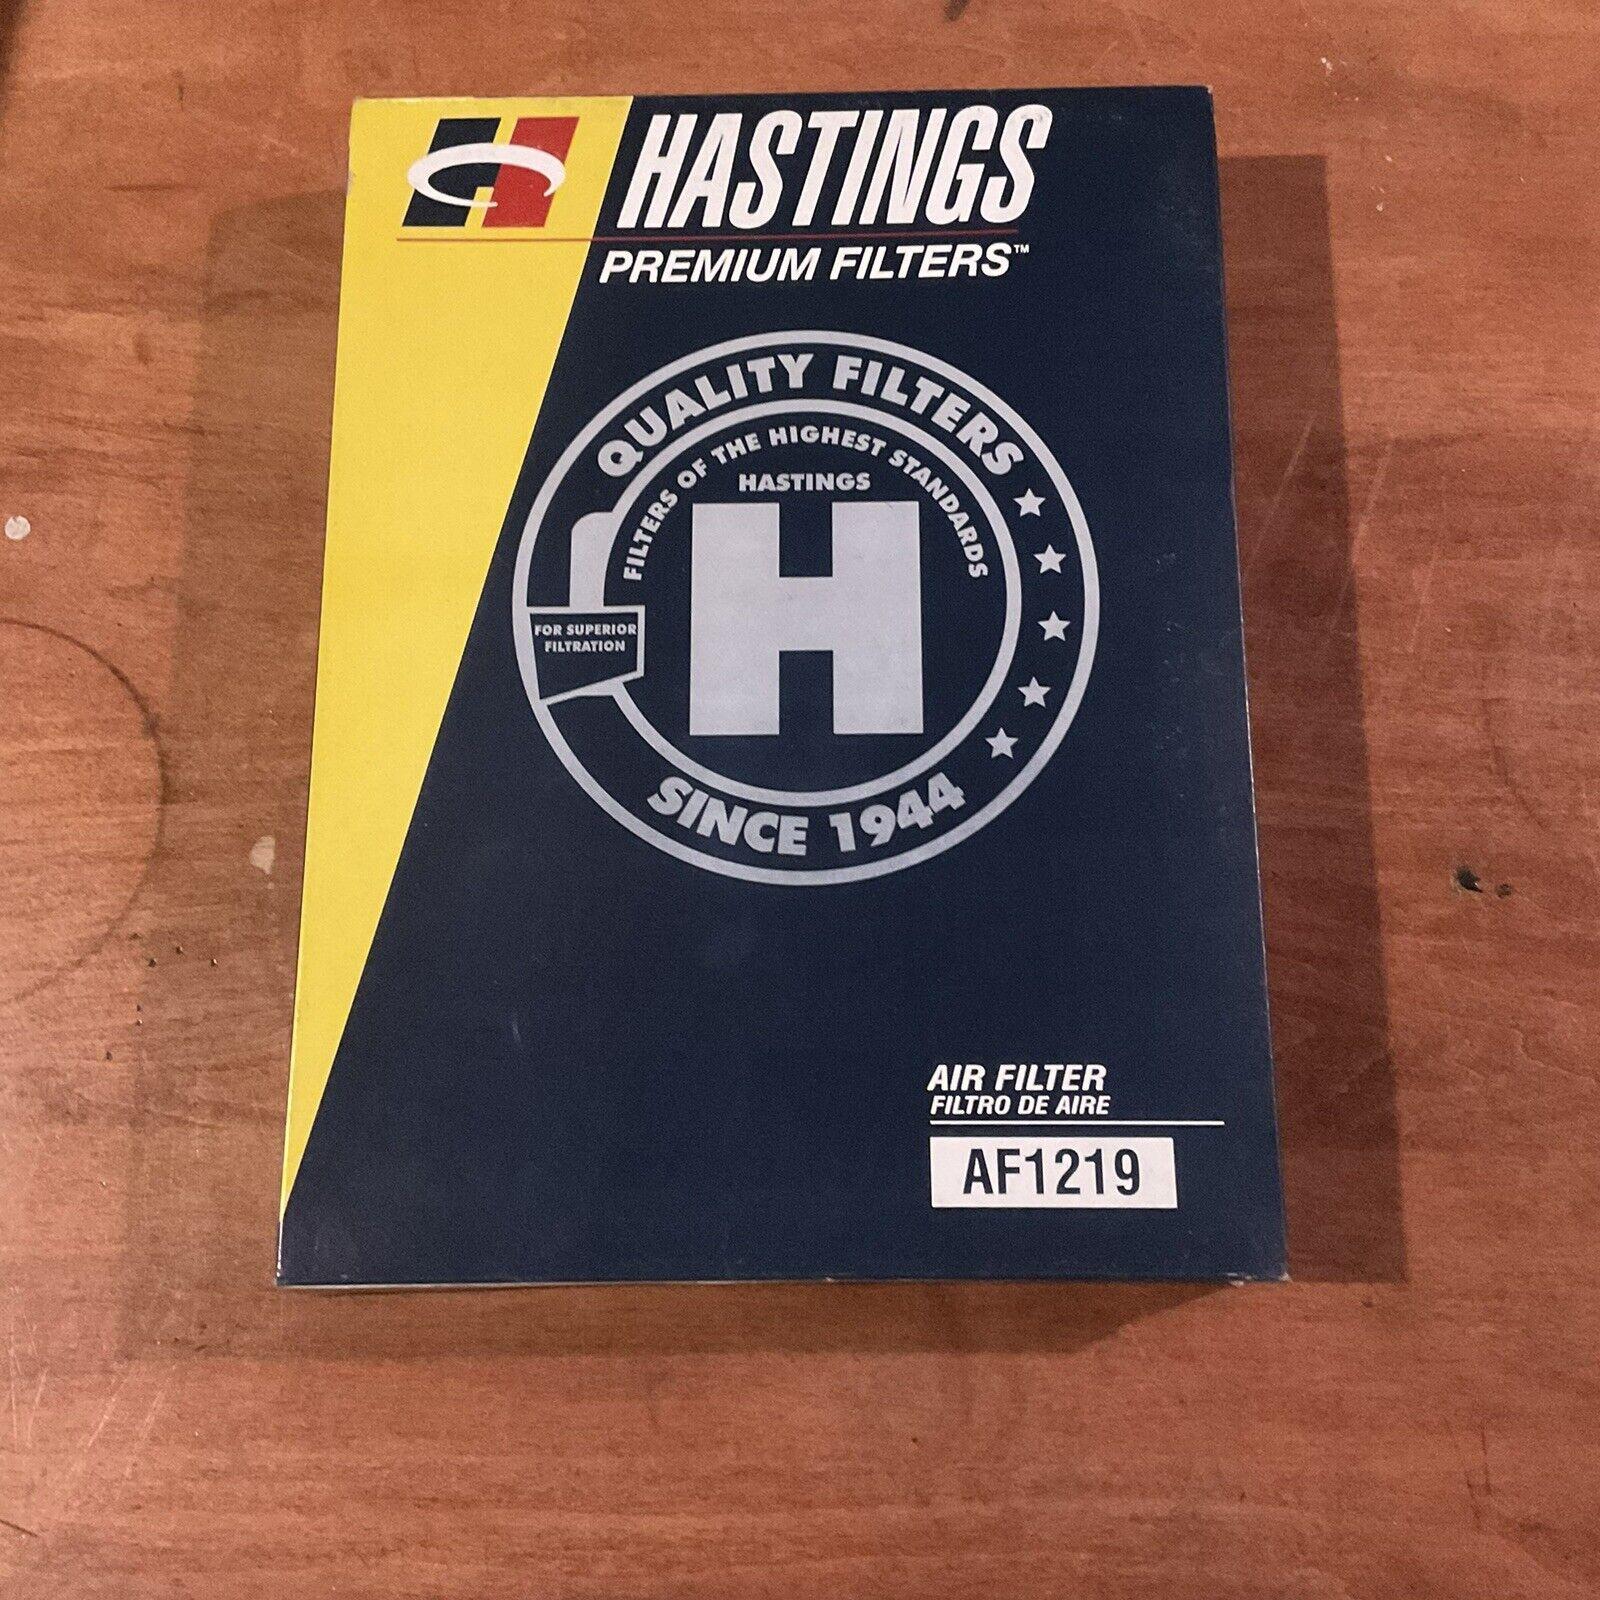 HASTINGS
PREMIUM FILTERS™
QUALITY FILTERS
FILTERS OF THE HIGHEST STANDARDS
HASTINGS
H
FOR SUPERIOR
FILTRATION
SINCE 1944
AIR FILTER
FILTRO DE AIRE
AF1219